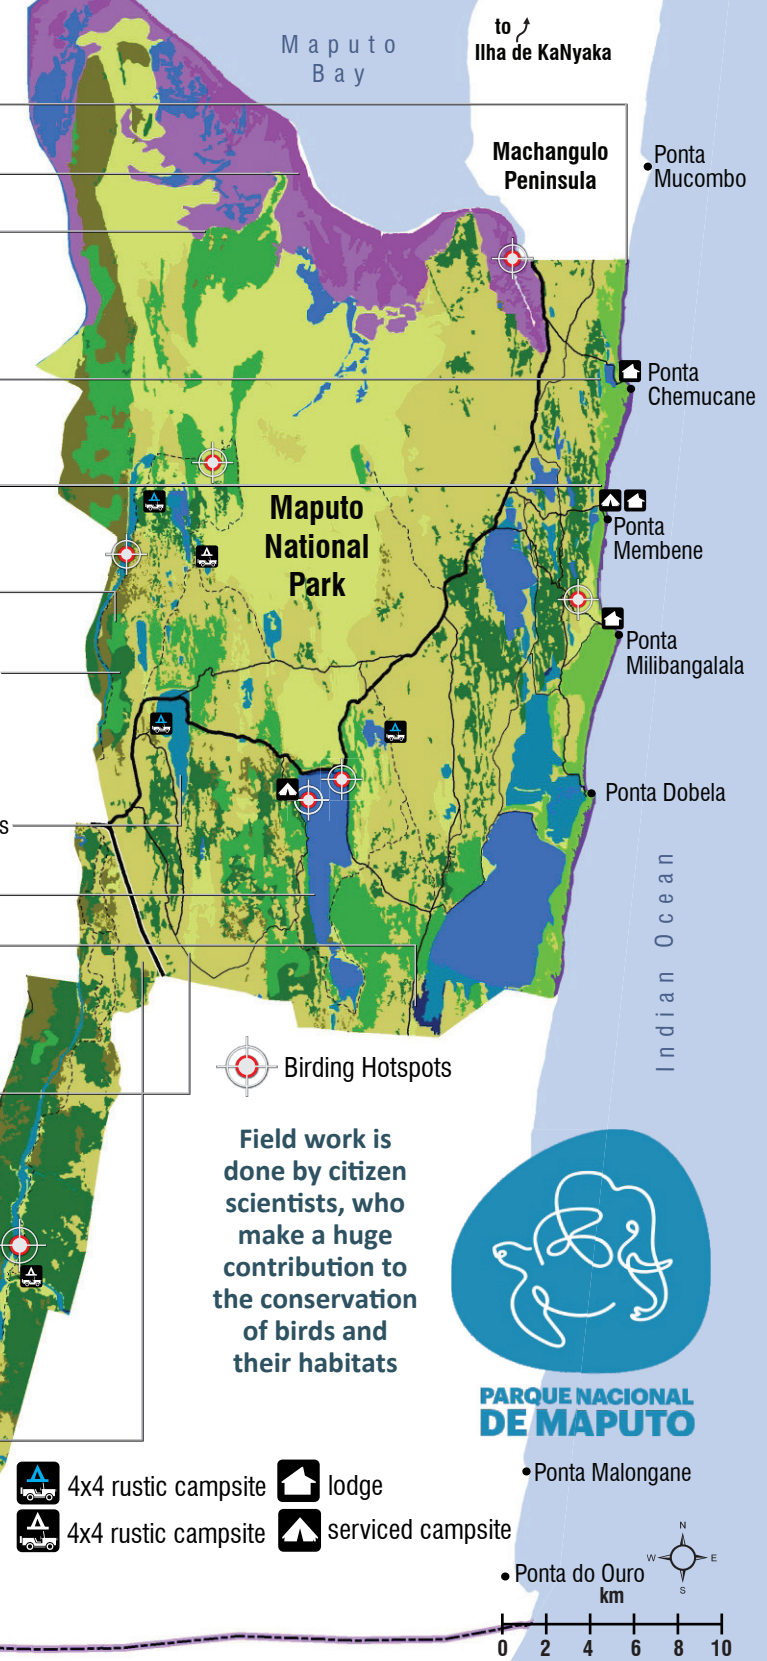 to
Ilha de KaNyaka
Maputo
Bay
Machangulo
Peninsula
Ponta
Mucombo
Ponta
Chemucane
Maputo
National
Park
Ponta
Membene
Ponta
Milibangalala
Ponta Dobela
s
Indian Ocean
Birding Hotspots
Field work is
done by citizen
scientists, who
make a huge
contribution to
the conservation
of birds and
their habitats
PARQUE NACIONAL
DE MAPUTO
4x4 rustic campsite
lodge
4x4 rustic campsite
serviced campsite
Ponta Malongane
Ponta do Ouro
N
W E
S
km
0 2 4 6 8 10